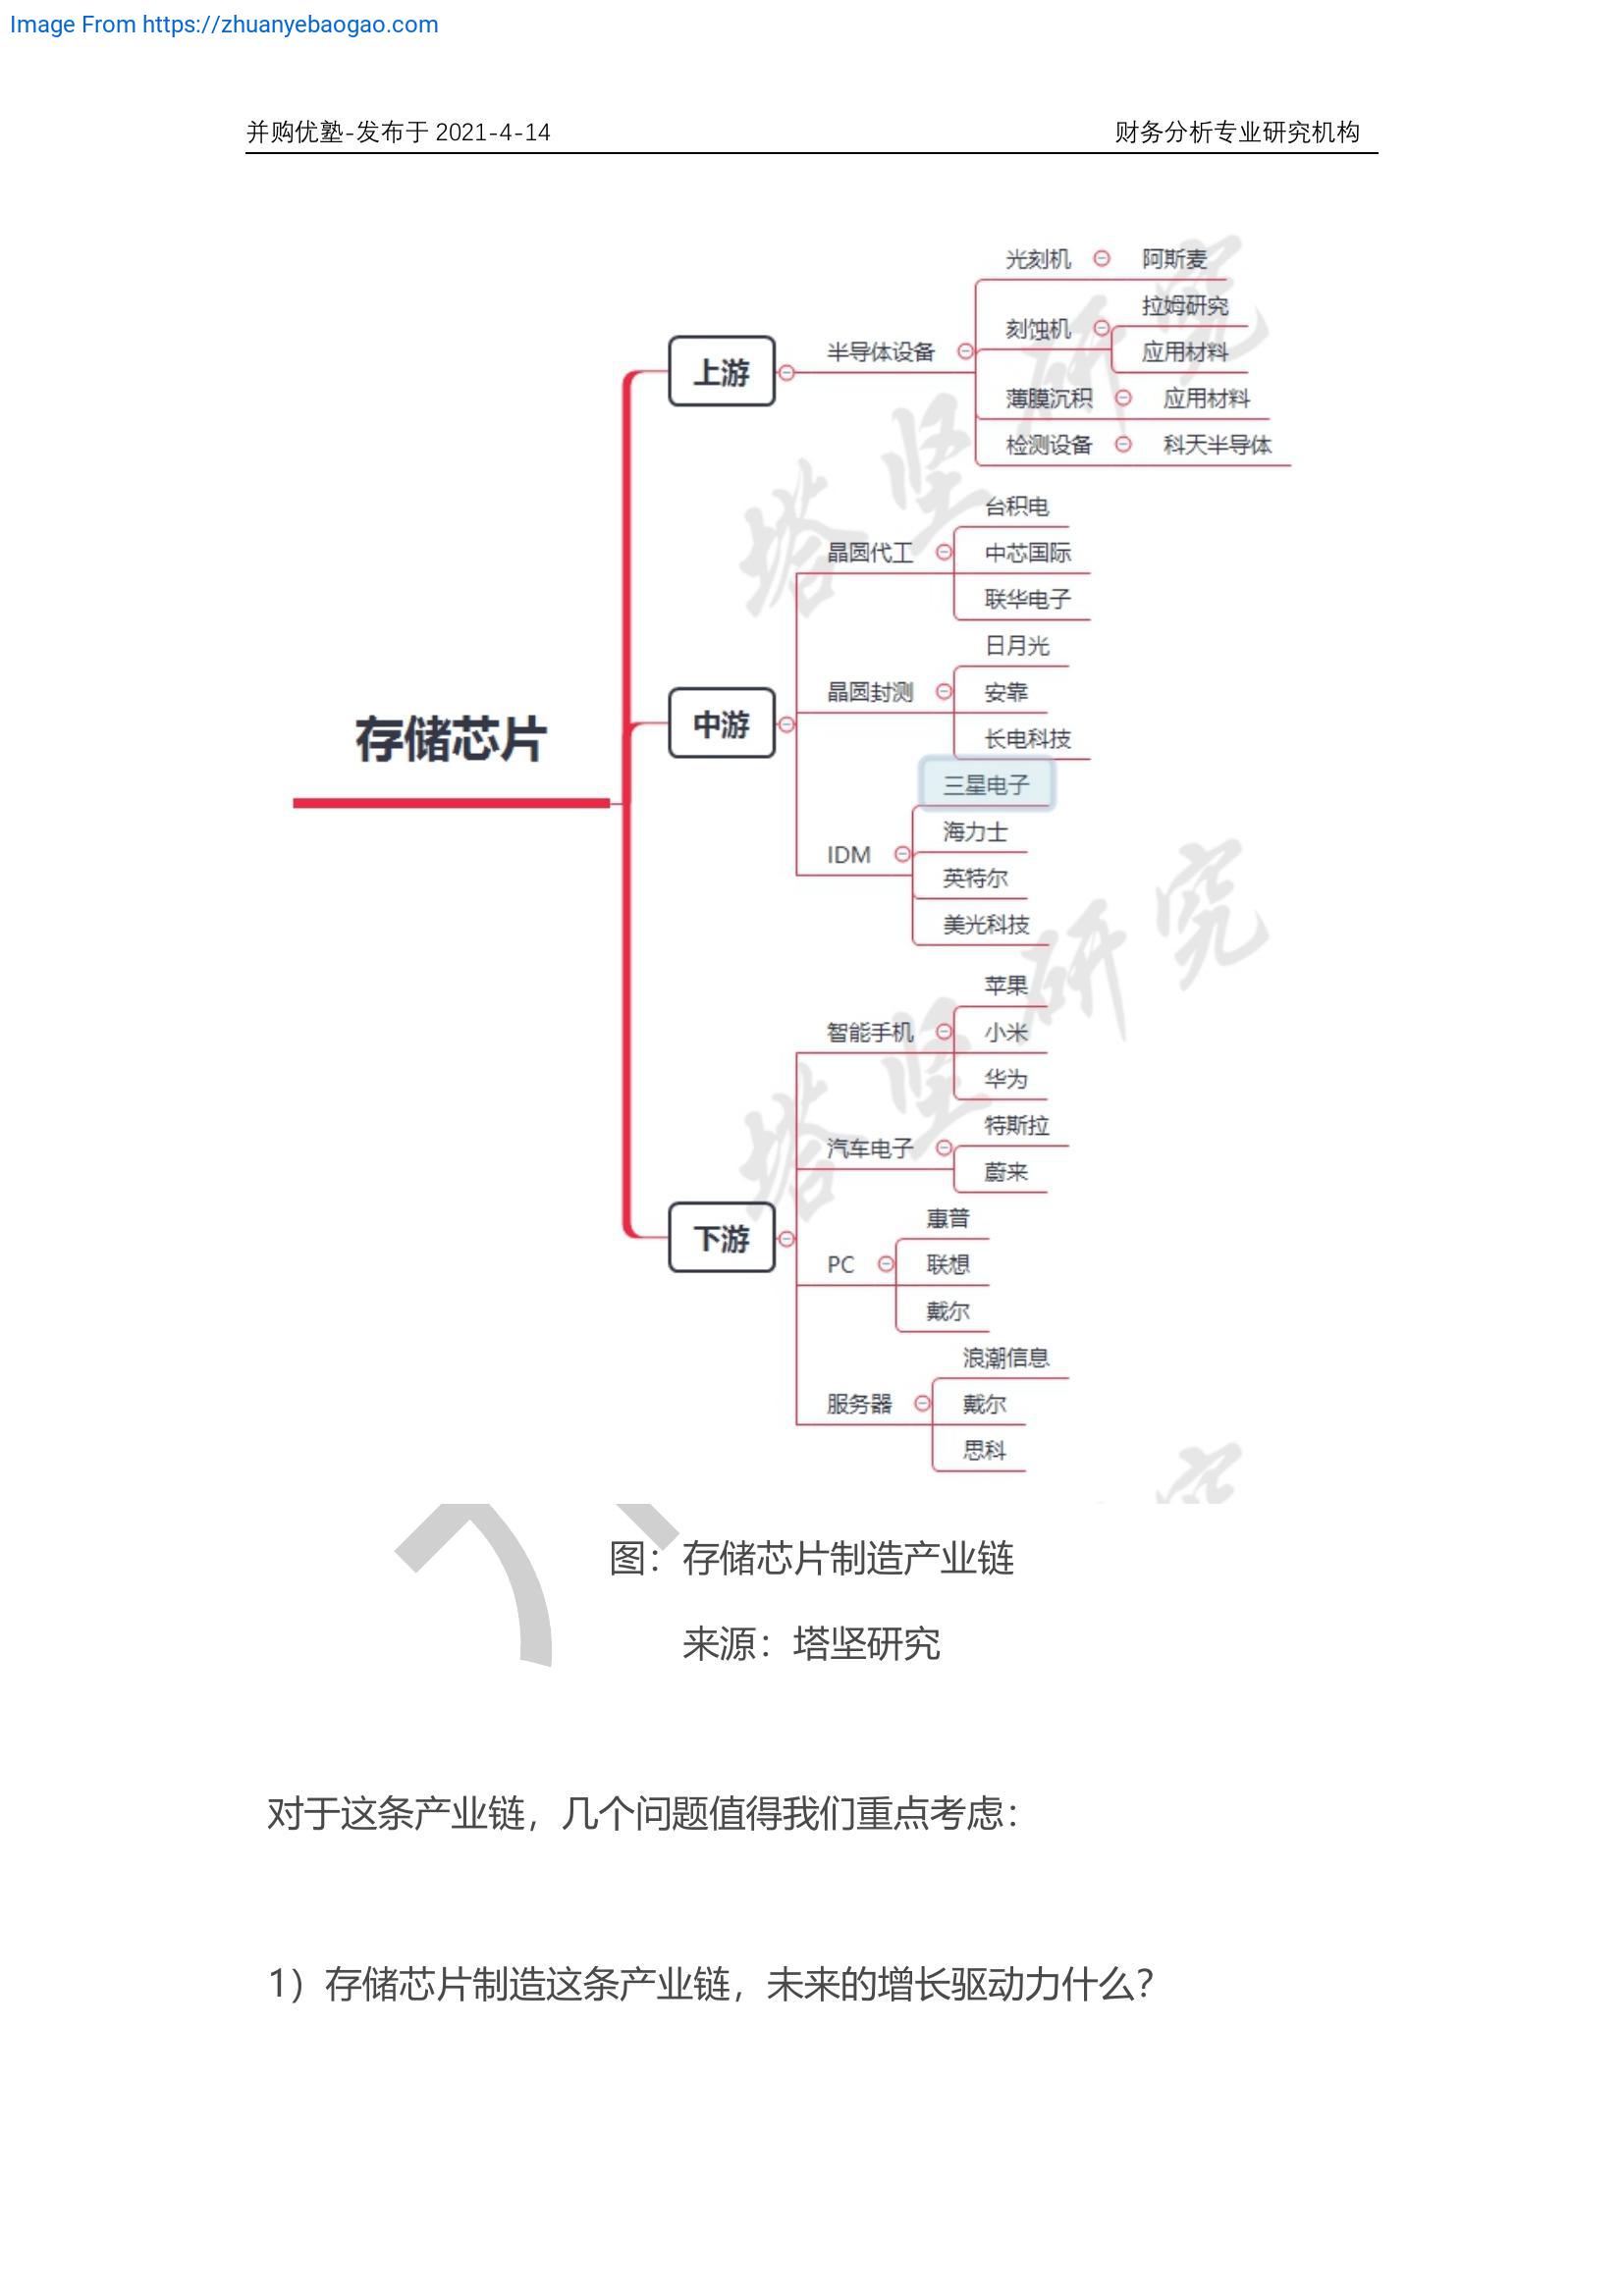 Image From https://zhuanyebaogao.com
并购优塾-发布于 2021-4-14
财务分析专业研究机构
存储芯片
上游
半导体设备
光刻机
阿斯麦
刻蚀机
拉姆研究
应用材料
薄膜沉积
应用材料
检测设备
科天半导体
中游
晶圆代工
台积电
中芯国际
联华电子
晶圆封测
日月光
安靠
长电科技
IDM
三星电子
海力士
英特尔
美光科技
下游
智能手机
苹果
小米
华为
汽车电子
特斯拉
蔚来
PC
惠普
联想
戴尔
服务器
浪潮信息
戴尔
思科
塔坚研究
塔坚研究
图：存储芯片制造产业链
来源：塔坚研究
对于这条产业链，几个问题值得我们重点考虑：
1）存储芯片制造这条产业链，未来的增长驱动力什么？